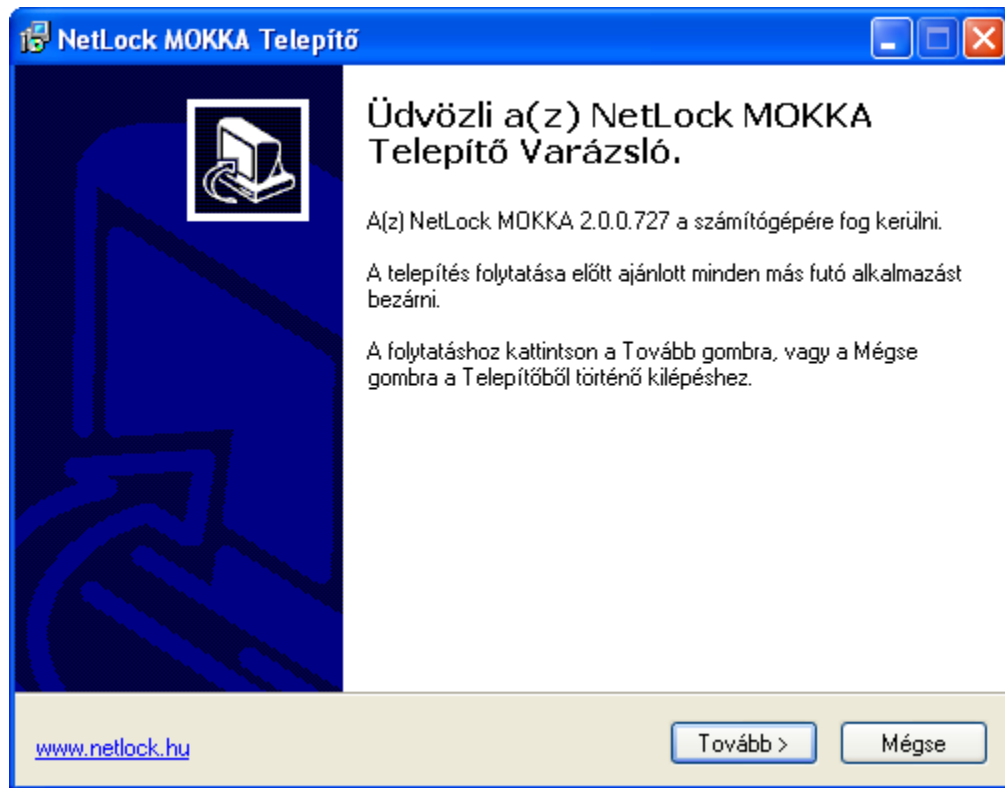 NetLock MOKKA Telepítő
Üdvözli a(z) NetLock MOKKA
Telepítő Varázsló.
A(z) NetLock MOKKA 2.0.0.727 a számítógépére fog kerülni.
A telepítés folytatása előtt ajánlott minden más futó alkalmazást
bezárni.
A folytatáshoz kattintson a Tovább gombra, vagy a Mégse
gombra a Telepítőből történő kilépéshez.
www.netlock.hu
Tovább >
Mégse